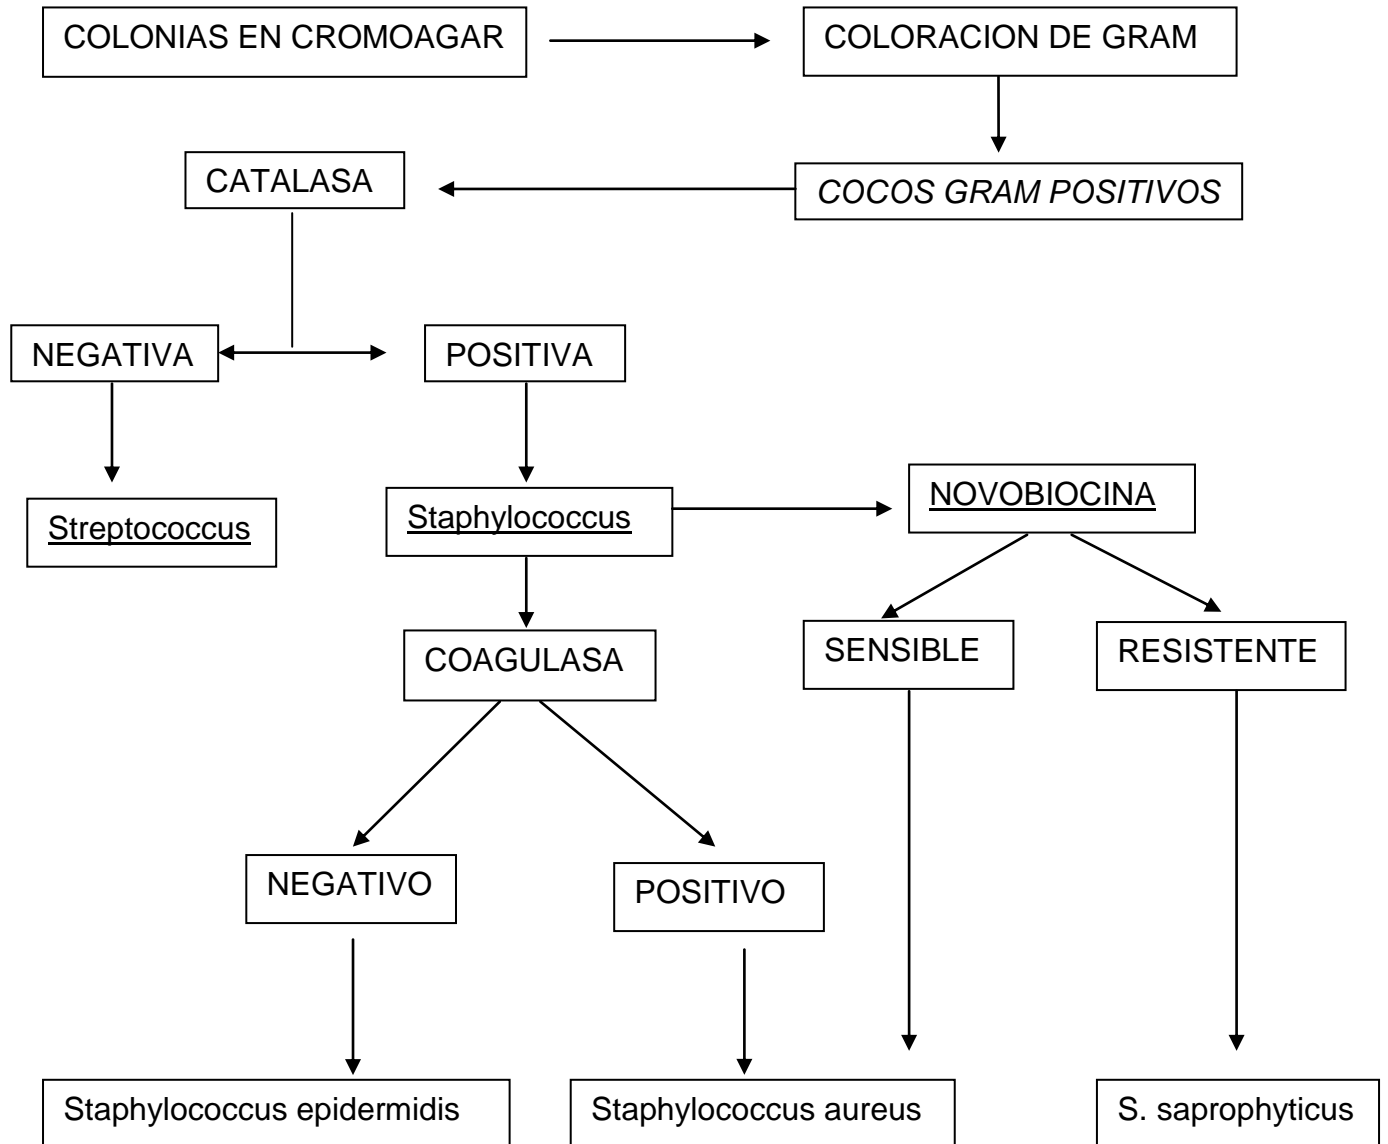 COLONIAS EN CROMOAGAR
COLORACION DE GRAM
CATALASA
COCOS GRAM POSITIVOS
NEGATIVA
POSITIVA
Streptococcus
Staphylococcus
NOVOBIOCINA
COAGULASA
SENSIBLE
RESISTENTE
NEGATIVO
POSITIVO
Staphylococcus epidermidis
Staphylococcus aureus
S. saprophyticus